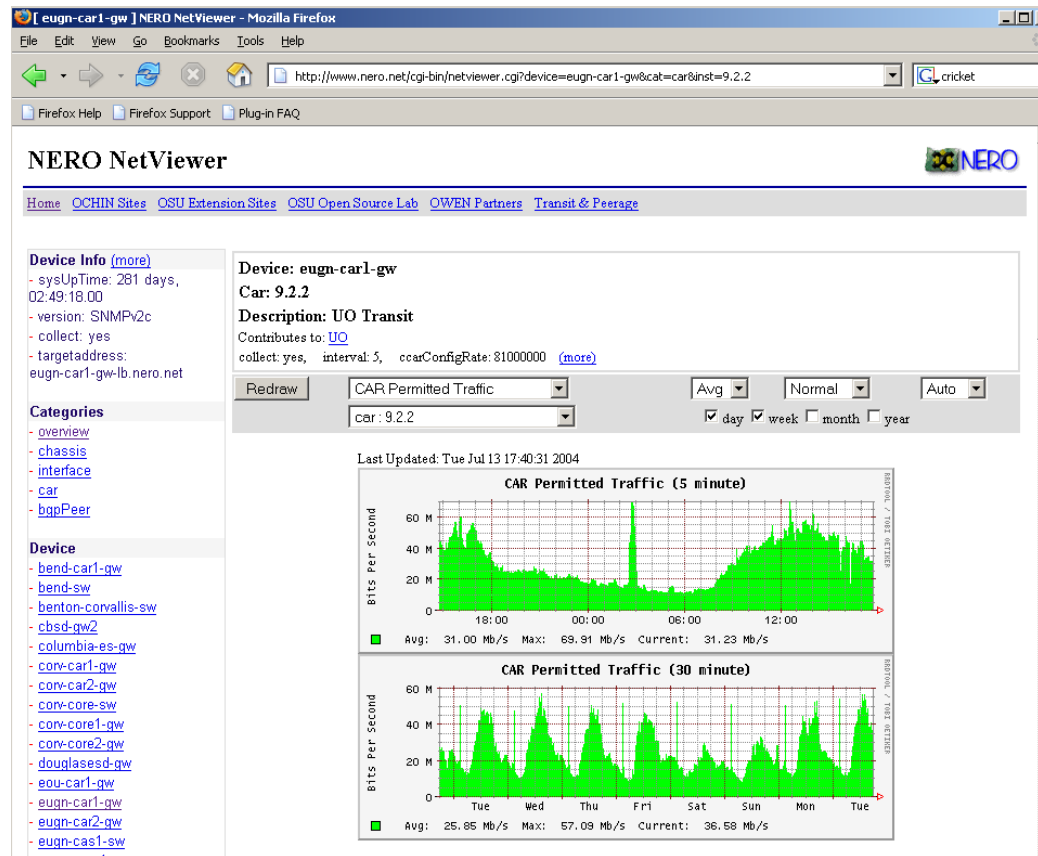 [ eugn-car1-gw ] NERO NetViewer - Mozilla Firefox
File Edit View Go Bookmarks Tools Help
http://www.nero.net/cgi-bin/netviewer.cgi?device=eugn-car1-gw&cat=car&inst=9.2.2
G cricket
Firefox Help Firefox Support Plug-in FAQ
NERO NetViewer
NERO
Home OCHIN Sites OSU Extension Sites OSU Open Source Lab OWEN Partners Transit & Peerage
Device Info (more)
- sysUpTime: 281 days,
02:49:18.00
- version: SNMPv2c
- collect: yes
- targetaddress:
eugn-car1-gw-lb.nero.net
Categories
- overview
- chassis
- interface
- car
- bgpPeer
Device
- bend-car1-gw
- bend-sw
- benton-corvallis-sw
- cbsd-gw2
- columbia-es-gw
- corv-car1-gw
- corv-car2-gw
- corv-core-sw
- corv-core1-gw
- corv-core2-gw
- douglasesd-gw
- eou-car1-gw
- eugn-car1-gw
- eugn-car2-gw
- eugn-cas1-sw
Device: eugn-car1-gw
Car: 9.2.2
Description: UO Transit
Contributes to: UO
collect: yes, interval: 5, ccarConfigRate: 81000000 (more)
Redraw CAR Permitted Traffic Avg Normal Auto
car : 9.2.2 day week month year
Last Updated: Tue Jul 13 17:40:31 2004
CAR Permitted Traffic (5 minute)
RRDTOOL / TOBI OETIKER
Bits Per Second
60 M
40 M
20 M
0
18:00 00:00 06:00 12:00
Avg: 31.00 Mb/s Max: 69.91 Mb/s Current: 31.23 Mb/s
CAR Permitted Traffic (30 minute)
RRDTOOL / TOBI OETIKER
Bits Per Second
60 M
40 M
20 M
0
Tue Wed Thu Fri Sat Sun Mon Tue
Avg: 25.85 Mb/s Max: 57.09 Mb/s Current: 36.58 Mb/s